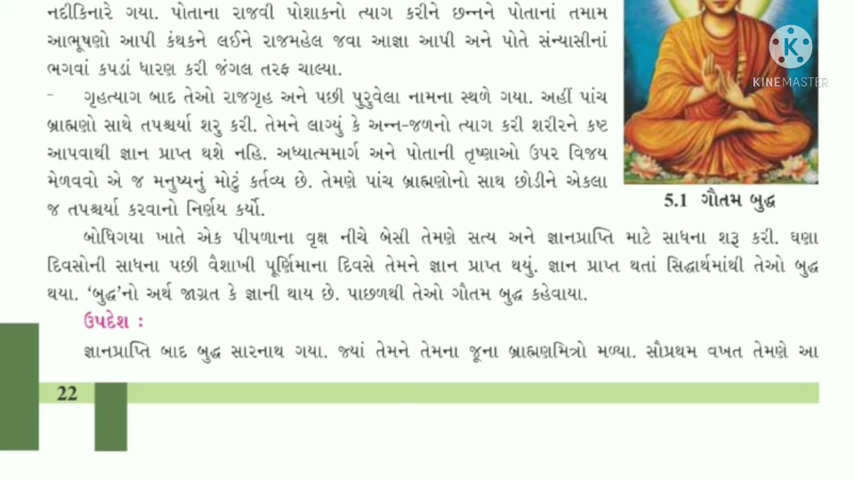 નદીકિનારે ગયા. પોતાના રાજવી પોશાકનો ત્યાગ કરીને છન્નને પોતાનાં તમામ
આભૂષણો આપી કંથકને લઈને રાજમહેલ જવા આજ્ઞા આપી અને પોતે સંન્યાસીનાં
ભગવાં કપડાં ધારણ કરી જંગલ તરફ ચાલ્યા.
KINEMASTER
- ગૃહત્યાગ બાદ તેઓ રાજગૃહ અને પછી પુરુવેલા નામના સ્થળે ગયા. અહીં પાંચ
બ્રાહ્મણો સાથે તપશ્ચર્યા શરુ કરી. તેમને લાગ્યું કે અન્ન-જળનો ત્યાગ કરી શરીરને કષ્ટ
આપવાથી જ્ઞાન પ્રાપ્ત થશે નહિ. અધ્યાત્મમાર્ગ અને પોતાની તૃષ્ણાઓ ઉપર વિજય
મેળવવો એ જ મનુષ્યનું મોટું કર્તવ્ય છે. તેમણે પાંચ બ્રાહ્મણોનો સાથ છોડીને એકલા
જ તપશ્ચર્યા કરવાનો નિર્ણય કર્યો.
5.1 ગૌતમ બુદ્ધ
બોધિગયા ખાતે એક પીપળાના વૃક્ષ નીચે બેસી તેમણે સત્ય અને જ્ઞાનપ્રાપ્તિ માટે સાધના શરૂ કરી. ઘણા
દિવસોની સાધના પછી વૈશાખી પૂર્ણિમાના દિવસે તેમને જ્ઞાન પ્રાપ્ત થયું. જ્ઞાન પ્રાપ્ત થતાં સિદ્ધાર્થમાંથી તેઓ બુદ્ધ
થયા. ‘બુદ્ધ’નો અર્થ જાગ્રત કે જ્ઞાની થાય છે. પાછળથી તેઓ ગૌતમ બુદ્ધ કહેવાયા.
ઉપદેશ :
જ્ઞાનપ્રાપ્તિ બાદ બુદ્ધ સારનાથ ગયા. જ્યાં તેમને તેમના જૂના બ્રાહ્મણમિત્રો મળ્યા. સૌપ્રથમ વખત તેમણે આ
22